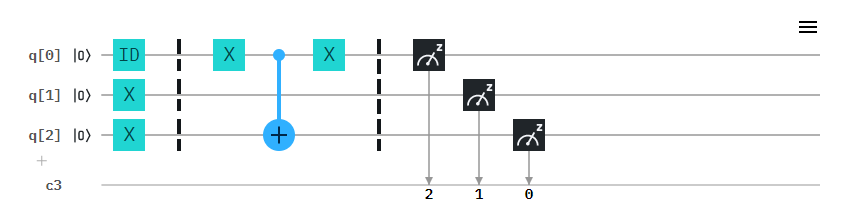 q[0] |0⟩ ID X X z
q[1] |0⟩ X z
q[2] |0⟩ X + z
+
c3
2 1 0